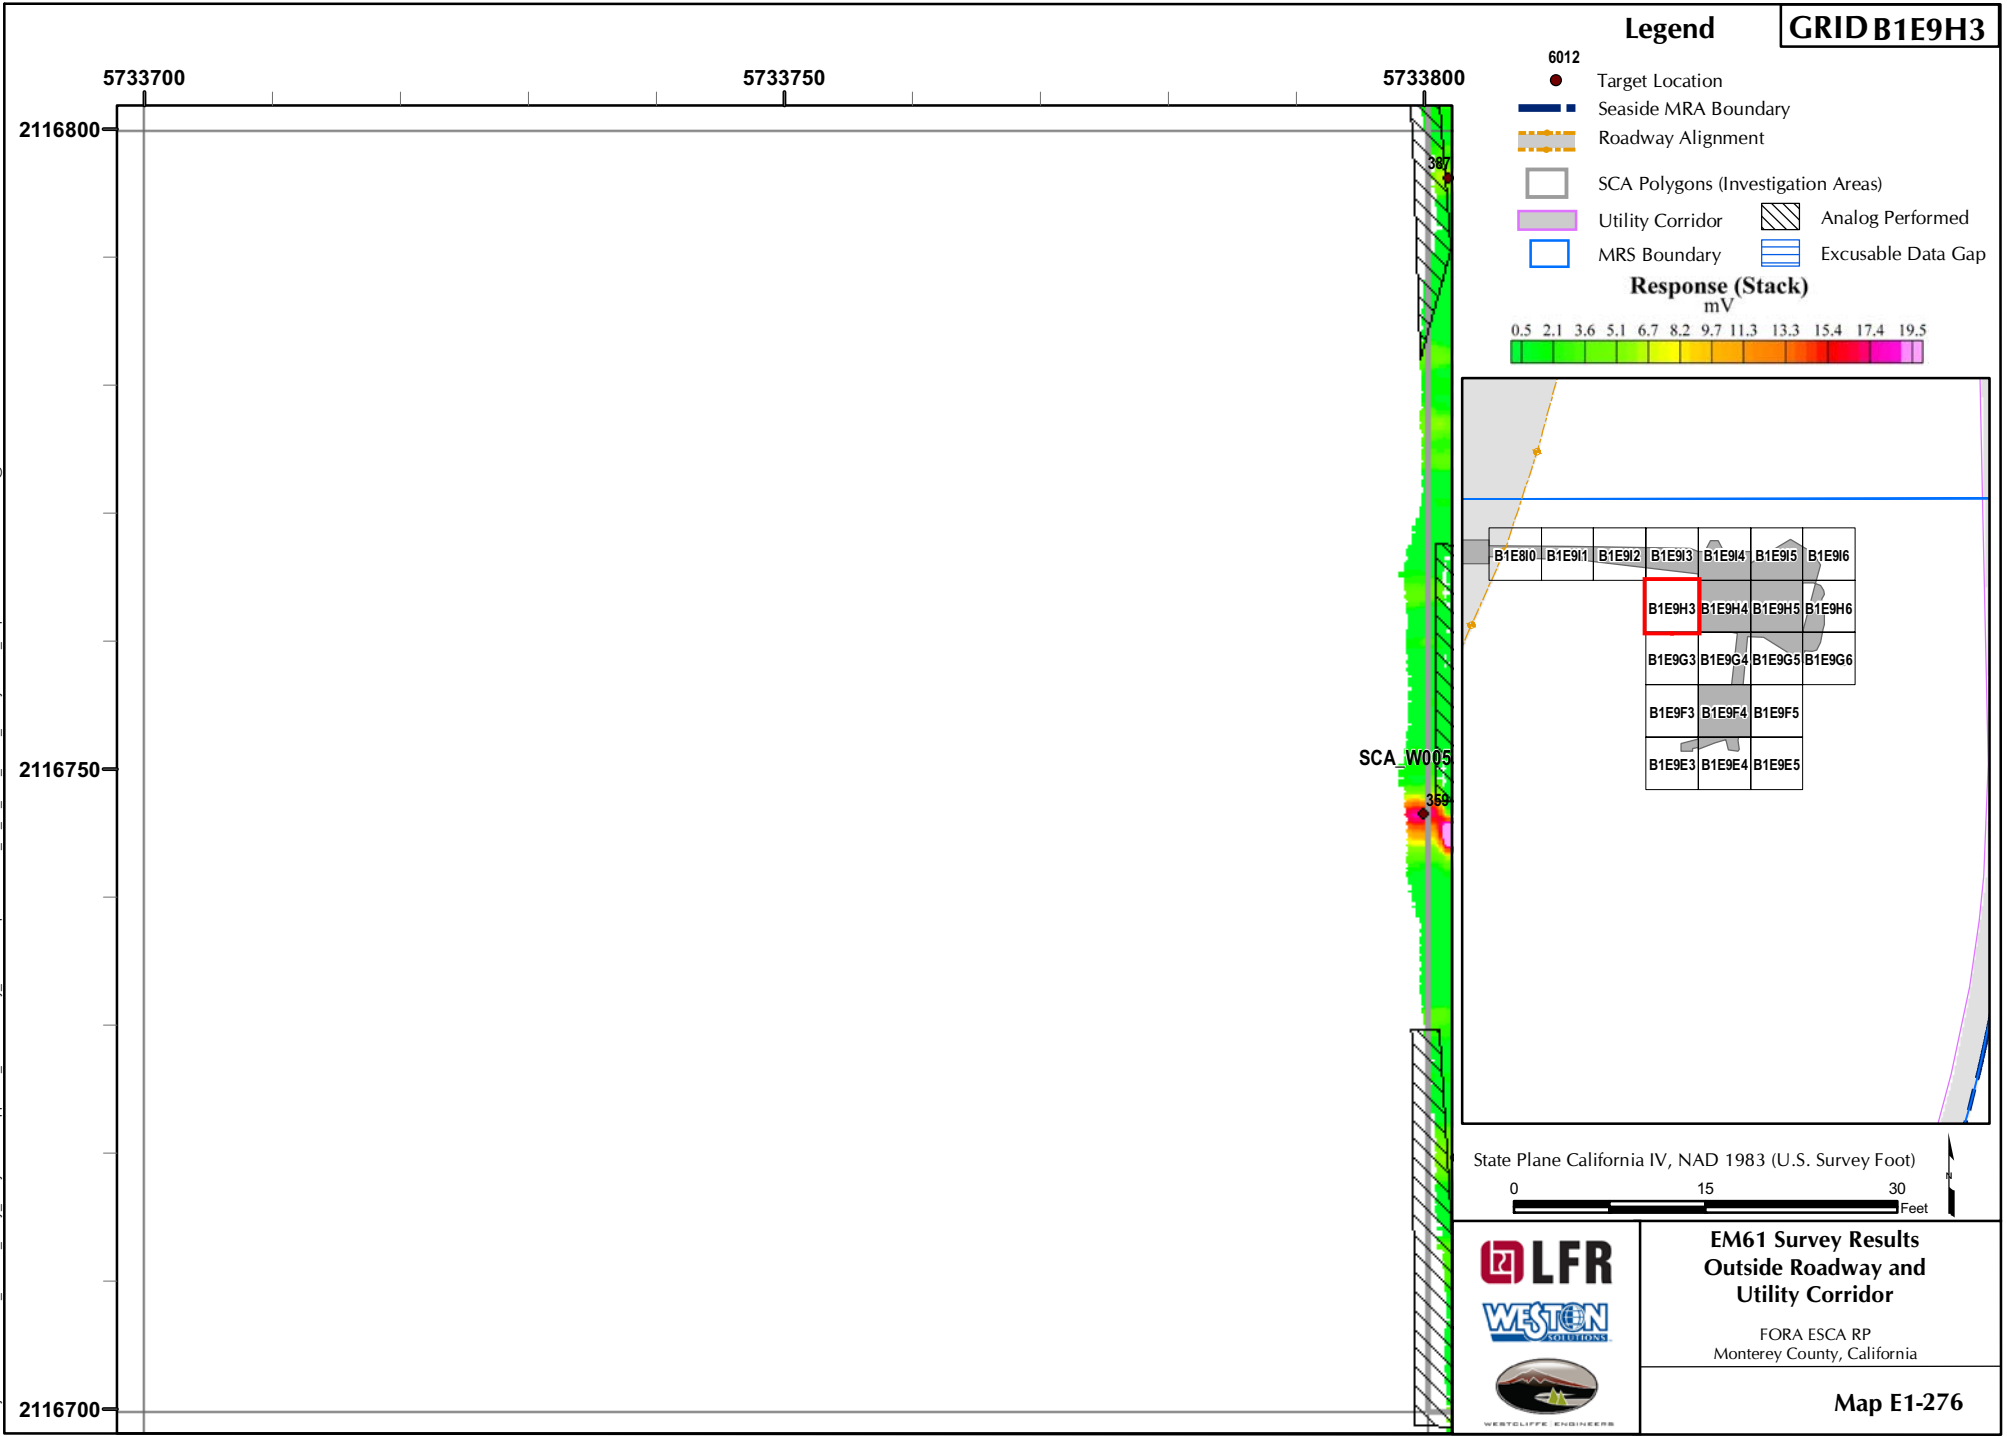 GRID B1E9H3
Legend
6012
Target Location
Seaside MRA Boundary
Roadway Alignment
SCA Polygons (Investigation Areas)
Utility Corridor
Analog Performed
MRS Boundary
Excusable Data Gap
Response (Stack)
mV
0.5 2.1 3.6 5.1 6.7 8.2 9.7 11.3 13.3 15.4 17.4 19.5
5733700 5733750 5733800
2116800
387
2116750
SCA_W005
359
2116700
B1E8I0 B1E9I1 B1E9I2 B1E9I3 B1E9I4 B1E9I5 B1E9I6
B1E9H3 B1E9H4 B1E9H5 B1E9H6
B1E9G3 B1E9G4 B1E9G5 B1E9G6
B1E9F3 B1E9F4 B1E9F5
B1E9E3 B1E9E4 B1E9E5
State Plane California IV, NAD 1983 (U.S. Survey Foot)
0 15 30
Feet
N
LFR
WESTON
SOLUTIONS
WESTCLIFFE ENGINEERS
EM61 Survey Results
Outside Roadway and
Utility Corridor
FORA ESCA RP
Monterey County, California
Map E1-276